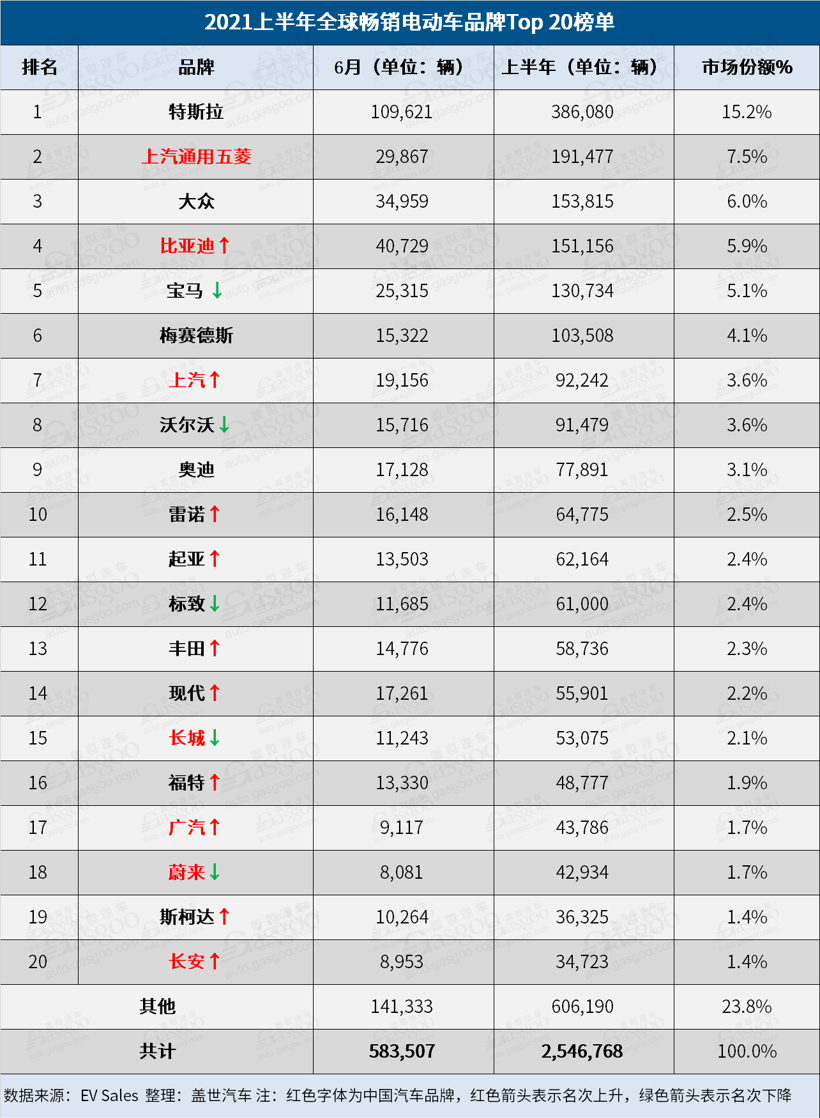 2021上半年全球畅销电动车品牌Top 20榜单
排名 品牌 6月（单位：辆） 上半年（单位：辆） 市场份额%
1 特斯拉 109,621 386,080 15.2%
2 上汽通用五菱 29,867 191,477 7.5%
3 大众 34,959 153,815 6.0%
4 比亚迪↑ 40,729 151,156 5.9%
5 宝马↓ 25,315 130,734 5.1%
6 梅赛德斯 15,322 103,508 4.1%
7 上汽↑ 19,156 92,242 3.6%
8 沃尔沃↓ 15,716 91,479 3.6%
9 奥迪 17,128 77,891 3.1%
10 雷诺↑ 16,148 64,775 2.5%
11 起亚↑ 13,503 62,164 2.4%
12 标致↓ 11,685 61,000 2.4%
13 丰田↑ 14,776 58,736 2.3%
14 现代↑ 17,261 55,901 2.2%
15 长城↓ 11,243 53,075 2.1%
16 福特↑ 13,330 48,777 1.9%
17 广汽↑ 9,117 43,786 1.7%
18 蔚来↓ 8,081 42,934 1.7%
19 斯柯达↑ 10,264 36,325 1.4%
20 长安↑ 8,953 34,723 1.4%
其他 141,333 606,190 23.8%
共计 583,507 2,546,768 100.0%
数据来源：EV Sales 整理：盖世汽车 注：红色字体为中国汽车品牌，红色箭头表示名次上升，绿色箭头表示名次下降